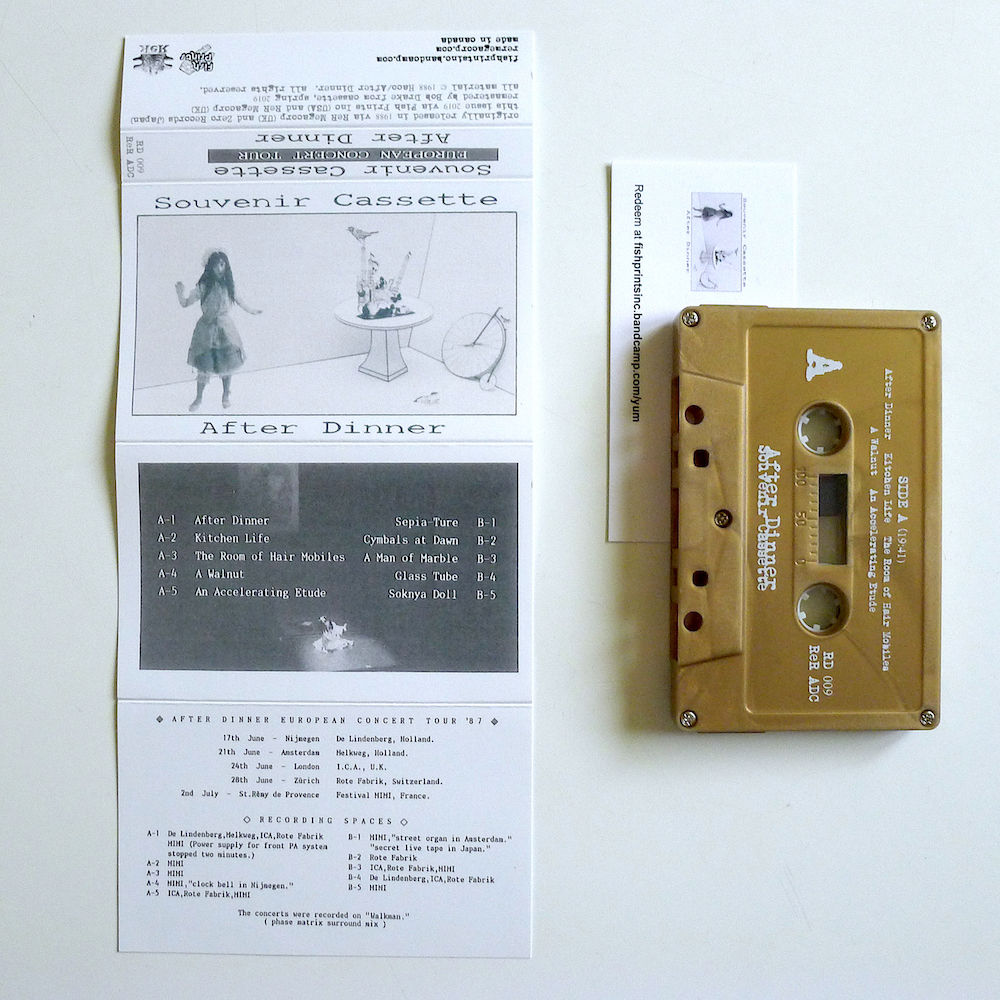 made in canada
rermegacorp.com
fishprintsinc.bandcamp.com
ReR
FISH PRINTS
all material © 1988 Haco/After Dinner. all rights reserved.
remastered by Bob Drake from cassette, spring 2019
this issue 2019 via Fish Prints Inc (USA) and ReR Megacorp (UK)
originally released in 1988 via ReR Megacorp (UK) and Zero Records (Japan)
After Dinner
EUROPEAN CONCERT TOUR
Souvenir Cassette
RD 009
ReR ADC
Souvenir Cassette
After Dinner
A-1 After Dinner Sepia-Ture B-1
A-2 Kitchen Life Cymbals at Dawn B-2
A-3 The Room of Hair Mobiles A Man of Marble B-3
A-4 A Walnut Glass Tube B-4
A-5 An Accelerating Etude Soknya Doll B-5
◈ AFTER DINNER EUROPEAN CONCERT TOUR '87 ◈
17th June - Nijmegen De Lindenberg, Holland.
21th June - Amsterdam Melkweg, Holland.
24th June - London I.C.A., U.K.
28th June - Zürich Rote Fabrik, Switzerland.
2nd July - St.Rémy de Provence Festival MIMI, France.
◇ RECORDING SPACES ◇
A-1 De Lindenberg,Melkweg,ICA,Rote Fabrik
MIMI (Power supply for front PA system
stopped two minutes.)
A-2 MIMI
A-3 MIMI
A-4 MIMI,"clock bell in Nijmegen."
A-5 ICA,Rote Fabrik,MIMI
B-1 MIMI,"street organ in Amsterdam."
"secret live tape in Japan."
B-2 Rote Fabrik
B-3 ICA,Rote Fabrik,MIMI
B-4 De Lindenberg,ICA,Rote Fabrik
B-5 MIMI
The concerts were recorded on "Walkman."
( phase matrix surround mix )
Souvenir Cassette
After Dinner
Redeem at fishprintsinc.bandcamp.com/yum
A
SIDE A (19:41)
After Dinner Kitchen Life The Room of Hair Mobiles
A Walnut An Accelerating Etude
100 50 0
After Dinner
Souvenir Cassette
RD 009
ReR ADC